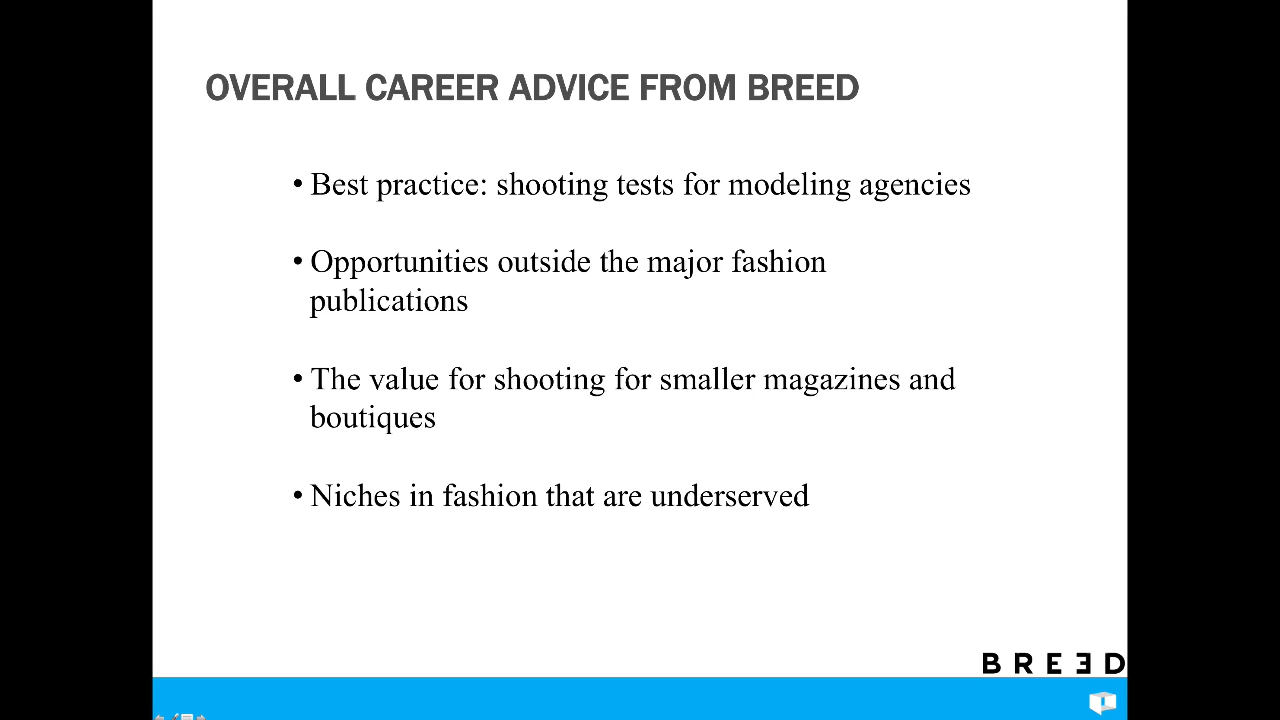 OVERALL CAREER ADVICE FROM BREED
• Best practice: shooting tests for modeling agencies
• Opportunities outside the major fashion
publications
• The value for shooting for smaller magazines and
boutiques
• Niches in fashion that are underserved
BREED